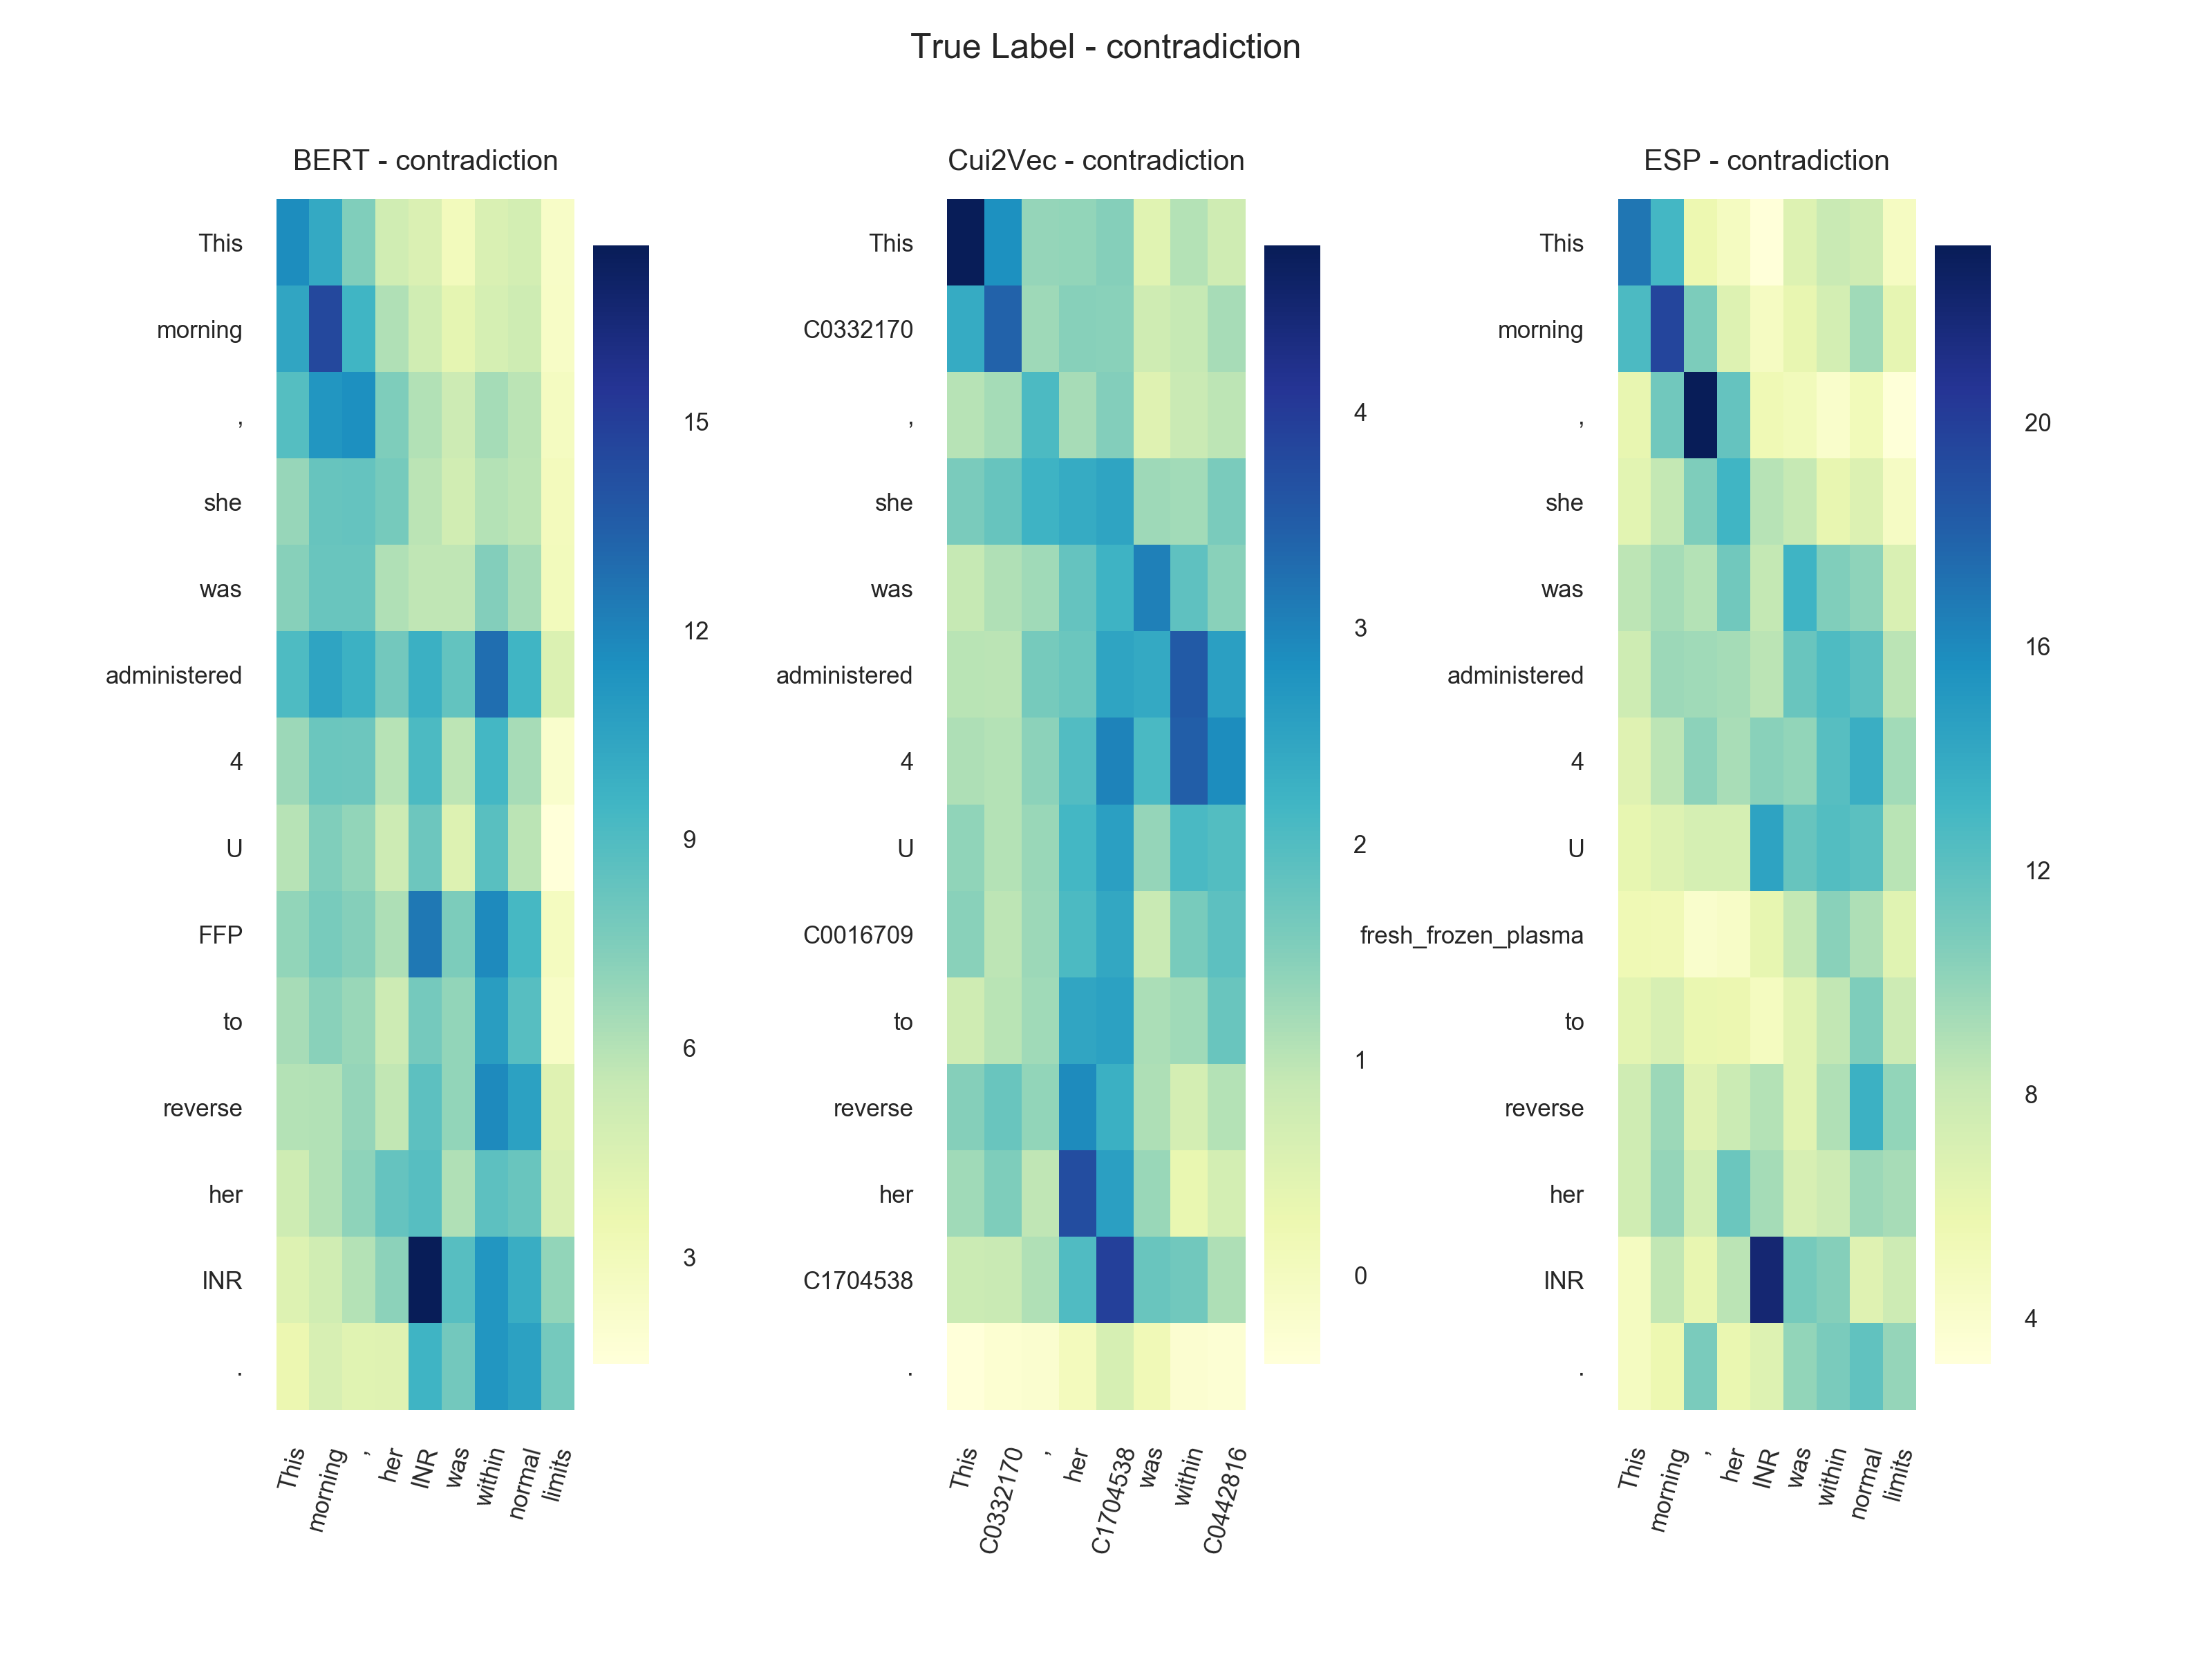 True Label - contradiction
BERT - contradiction
This
morning
,
she
was
administered
4
U
FFP
to
reverse
her
INR
.
This
morning
,
her
INR
was
within
normal
limits
15
12
9
6
3
Cui2Vec - contradiction
This
C0332170
,
she
was
administered
4
U
C0016709
to
reverse
her
C1704538
.
This
C0332170
,
her
C1704538
was
within
C0442816
4
3
2
1
0
ESP - contradiction
This
morning
,
she
was
administered
4
U
fresh_frozen_plasma
to
reverse
her
INR
.
This
morning
,
her
INR
was
within
normal
limits
20
16
12
8
4